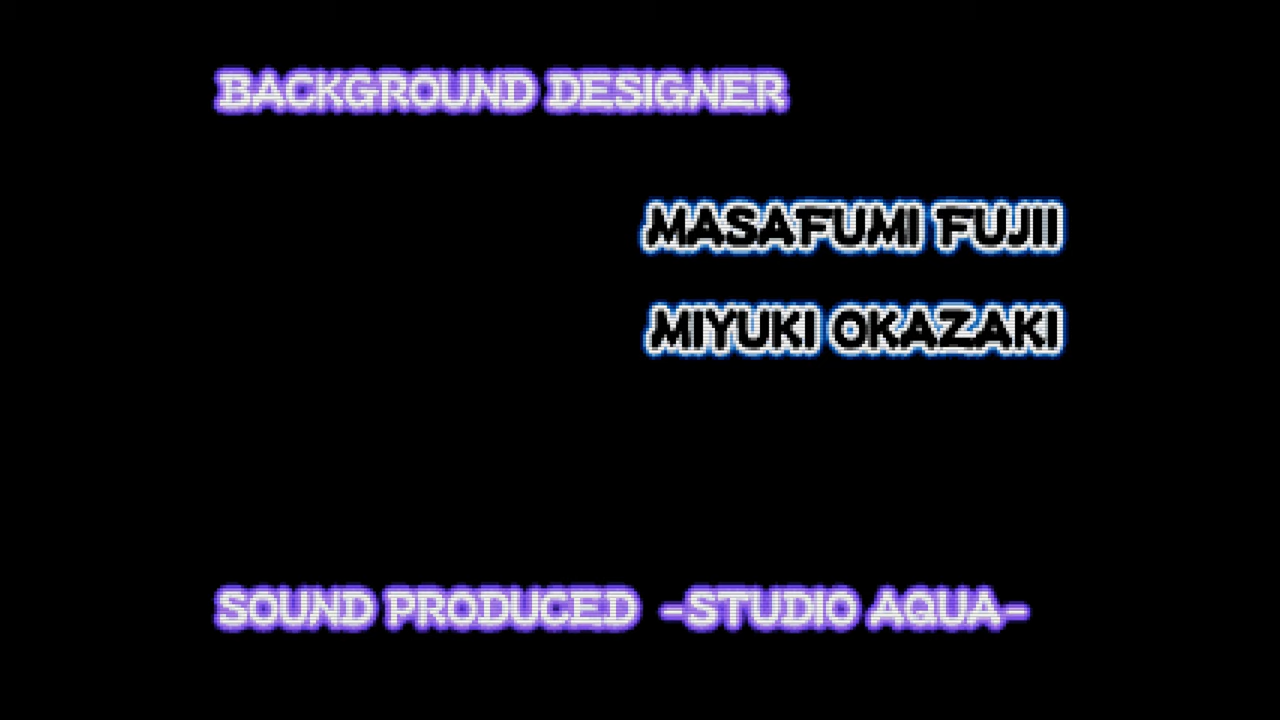 BACKGROUND DESIGNER
MASAFUMI FUJII
MIYUKI OKAZAKI
SOUND PRODUCED -STUDIO AQUA-